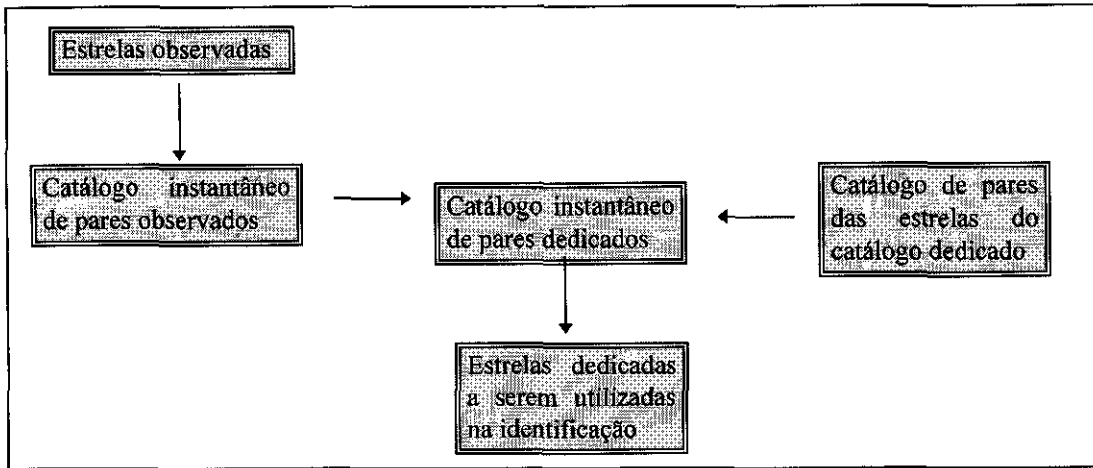 Estrelas observadas
Catálogo instantâneo
de pares observados
Catálogo instantâneo
de pares dedicados
Catálogo de pares
das estrelas do
catálogo dedicado
Estrelas dedicadas
a serem utilizadas
na identificação